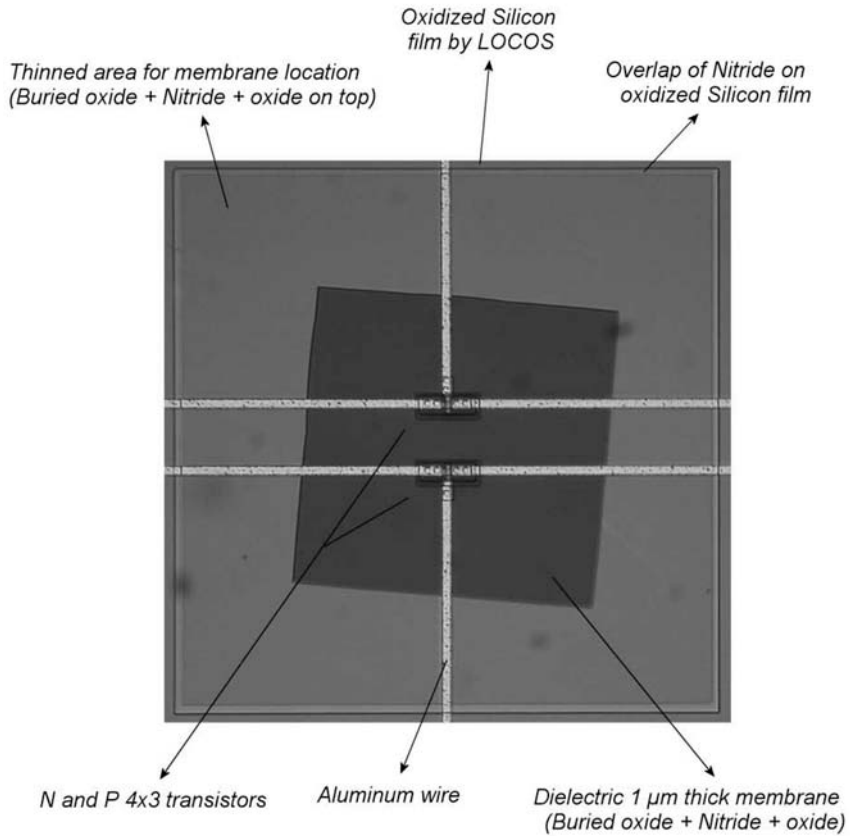 Oxidized Silicon
film by LOCOS
Thinned area for membrane location
(Buried oxide + Nitride + oxide on top)
Overlap of Nitride on
oxidized Silicon film
N and P 4x3 transistors
Aluminum wire
Dielectric 1 µm thick membrane
(Buried oxide + Nitride + oxide)